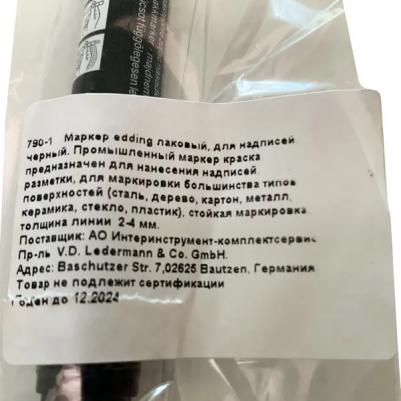 790-1 Маркер edding лаковый, для надписей
черный. Промышленный маркер краска
предназначен для нанесения надписей
разметки, для маркировки большинства типов
поверхностей (сталь, дерево, картон, металл,
керамика, стекло, пластик), стойкая маркировка
толщина линии 2-4 мм.
Поставщик: АО Интеринструмент-комплектсервис
Пр-ль V.D. Ledermann & Co. GmbH.
Адрес: Baschutzer Str. 7,02625 Bautzen, Германия
Товар не подлежит сертификации
Годен до 12.2024